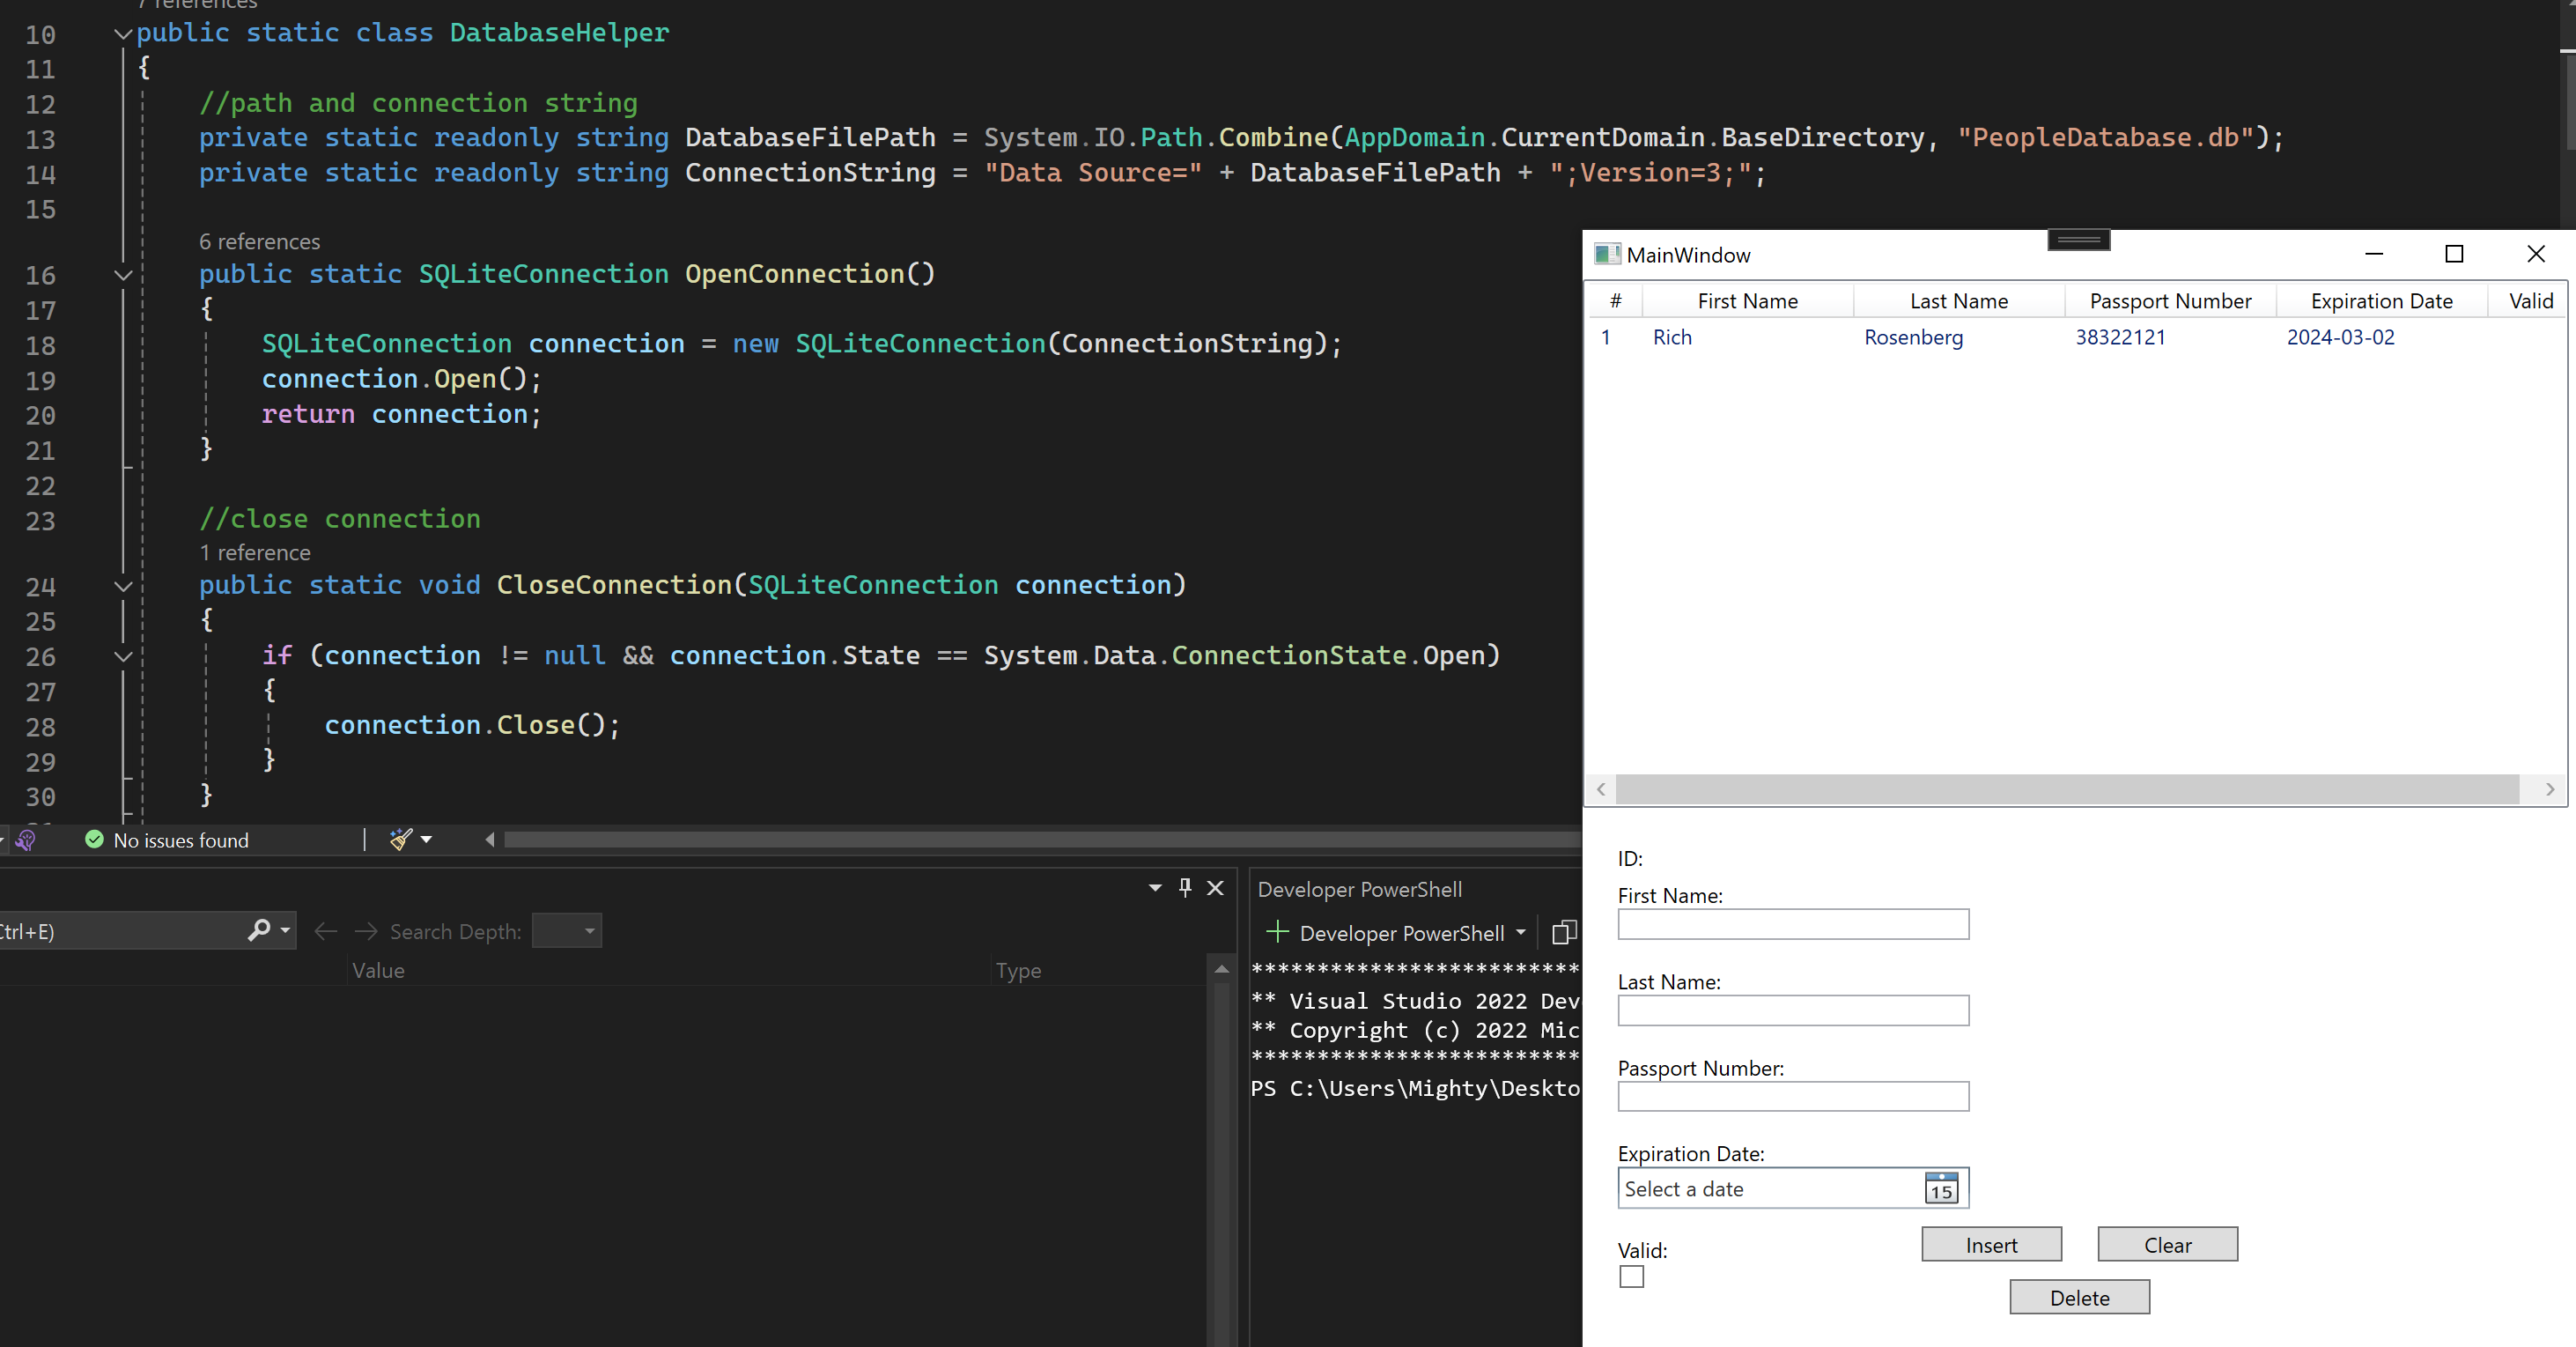 7 references
10 public static class DatabaseHelper
11 {
12 //path and connection string
13 private static readonly string DatabaseFilePath = System.IO.Path.Combine(AppDomain.CurrentDomain.BaseDirectory, "PeopleDatabase.db");
14 private static readonly string ConnectionString = "Data Source=" + DatabaseFilePath + ";Version=3;";
15
6 references
16 public static SQLiteConnection OpenConnection()
17 {
18 SQLiteConnection connection = new SQLiteConnection(ConnectionString);
19 connection.Open();
20 return connection;
21 }
22
23 //close connection
1 reference
24 public static void CloseConnection(SQLiteConnection connection)
25 {
26 if (connection != null && connection.State == System.Data.ConnectionState.Open)
27 {
28 connection.Close();
29 }
30 }
No issues found
Ctrl+E)
Search Depth:
Value Type
Developer PowerShell
Developer PowerShell
**************************
** Visual Studio 2022 Dev
** Copyright (c) 2022 Mic
**************************
PS C:\Users\Mighty\Deskto
MainWindow
# First Name Last Name Passport Number Expiration Date Valid
1 Rich Rosenberg 38322121 2024-03-02
ID:
First Name:
Last Name:
Passport Number:
Expiration Date:
Select a date 15
Valid:
Insert Clear
Delete